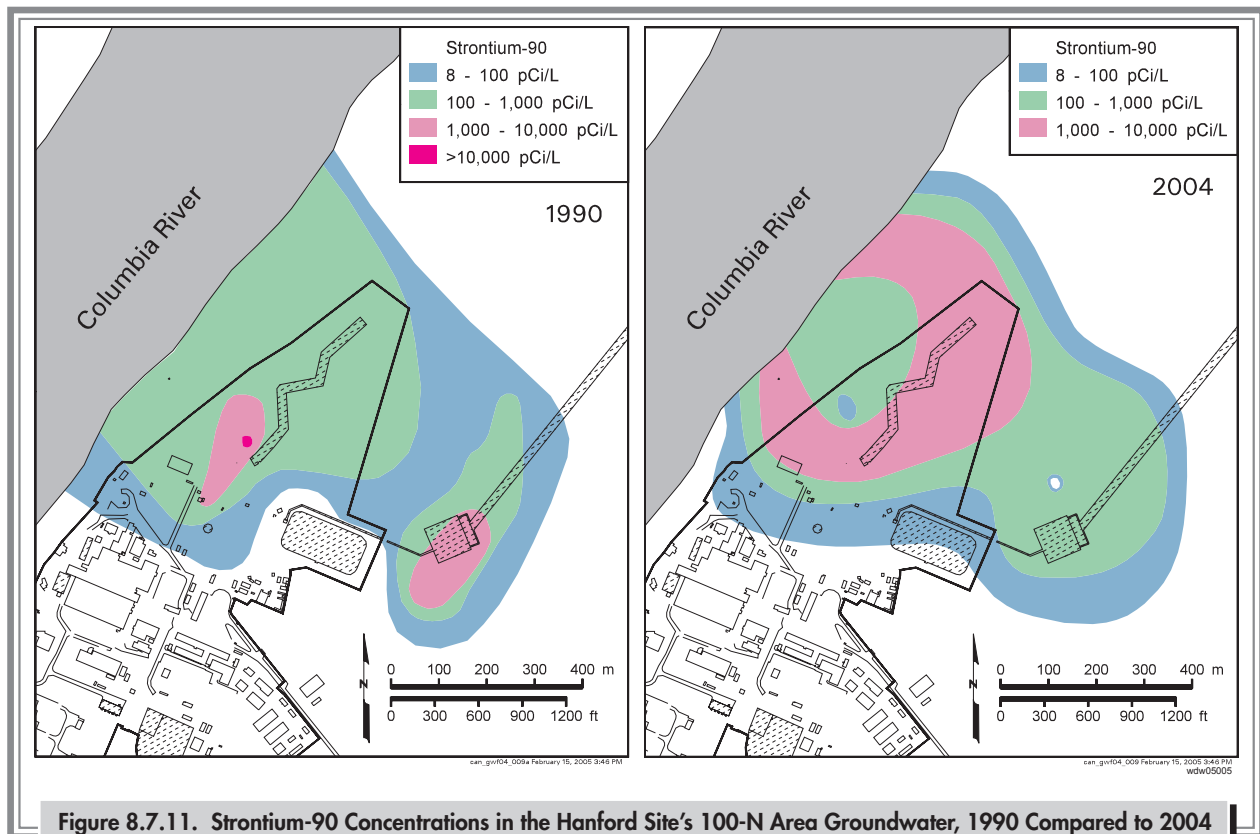 Strontium-90
8 - 100 pCi/L
100 - 1,000 pCi/L
1,000 - 10,000 pCi/L
>10,000 pCi/L
1990
Columbia River
N
0 100 200 300 400 m
0 300 600 900 1200 ft
can_gwf04_009a February 15, 2005 3:46 PM
Strontium-90
8 - 100 pCi/L
100 - 1,000 pCi/L
1,000 - 10,000 pCi/L
2004
Columbia River
N
0 100 200 300 400 m
0 300 600 900 1200 ft
can_gwf04_009 February 15, 2005 3:46 PM
wdw05005
Figure 8.7.11. Strontium-90 Concentrations in the Hanford Site's 100-N Area Groundwater, 1990 Compared to 2004